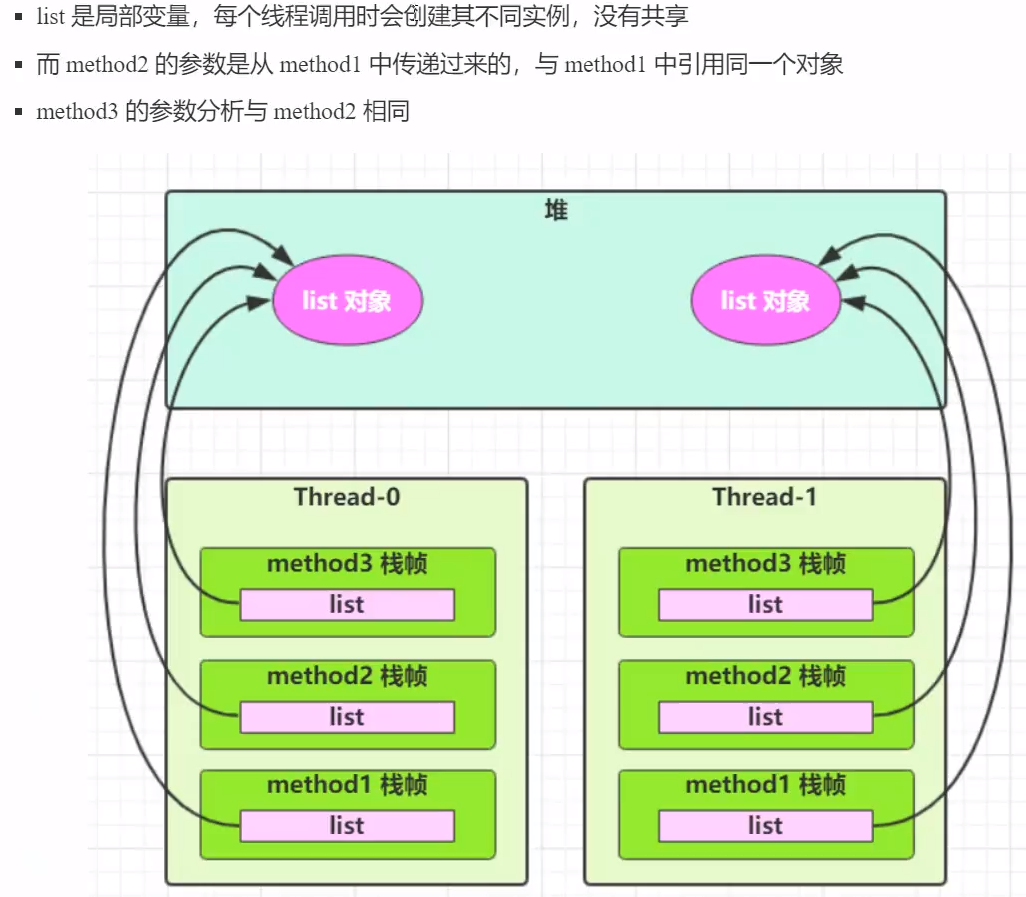 list 是局部变量，每个线程调用时会创建其不同实例，没有共享
而 method2 的参数是从 method1 中传递过来的，与 method1 中引用同一个对象
method3 的参数分析与 method2 相同
堆
list 对象
list 对象
Thread-0
Thread-1
method3 栈帧
method3 栈帧
list
list
method2 栈帧
method2 栈帧
list
list
method1 栈帧
method1 栈帧
list
list